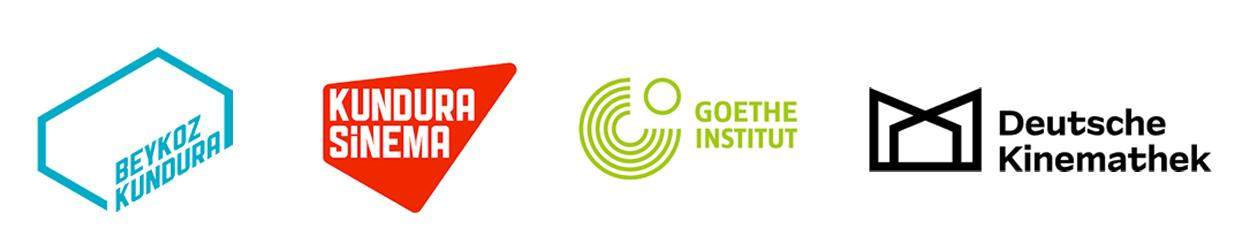 BEYKOZ
KUNDURA
KUNDURA
SiNEMA
GOETHE
INSTITUT
Deutsche
Kinemathek